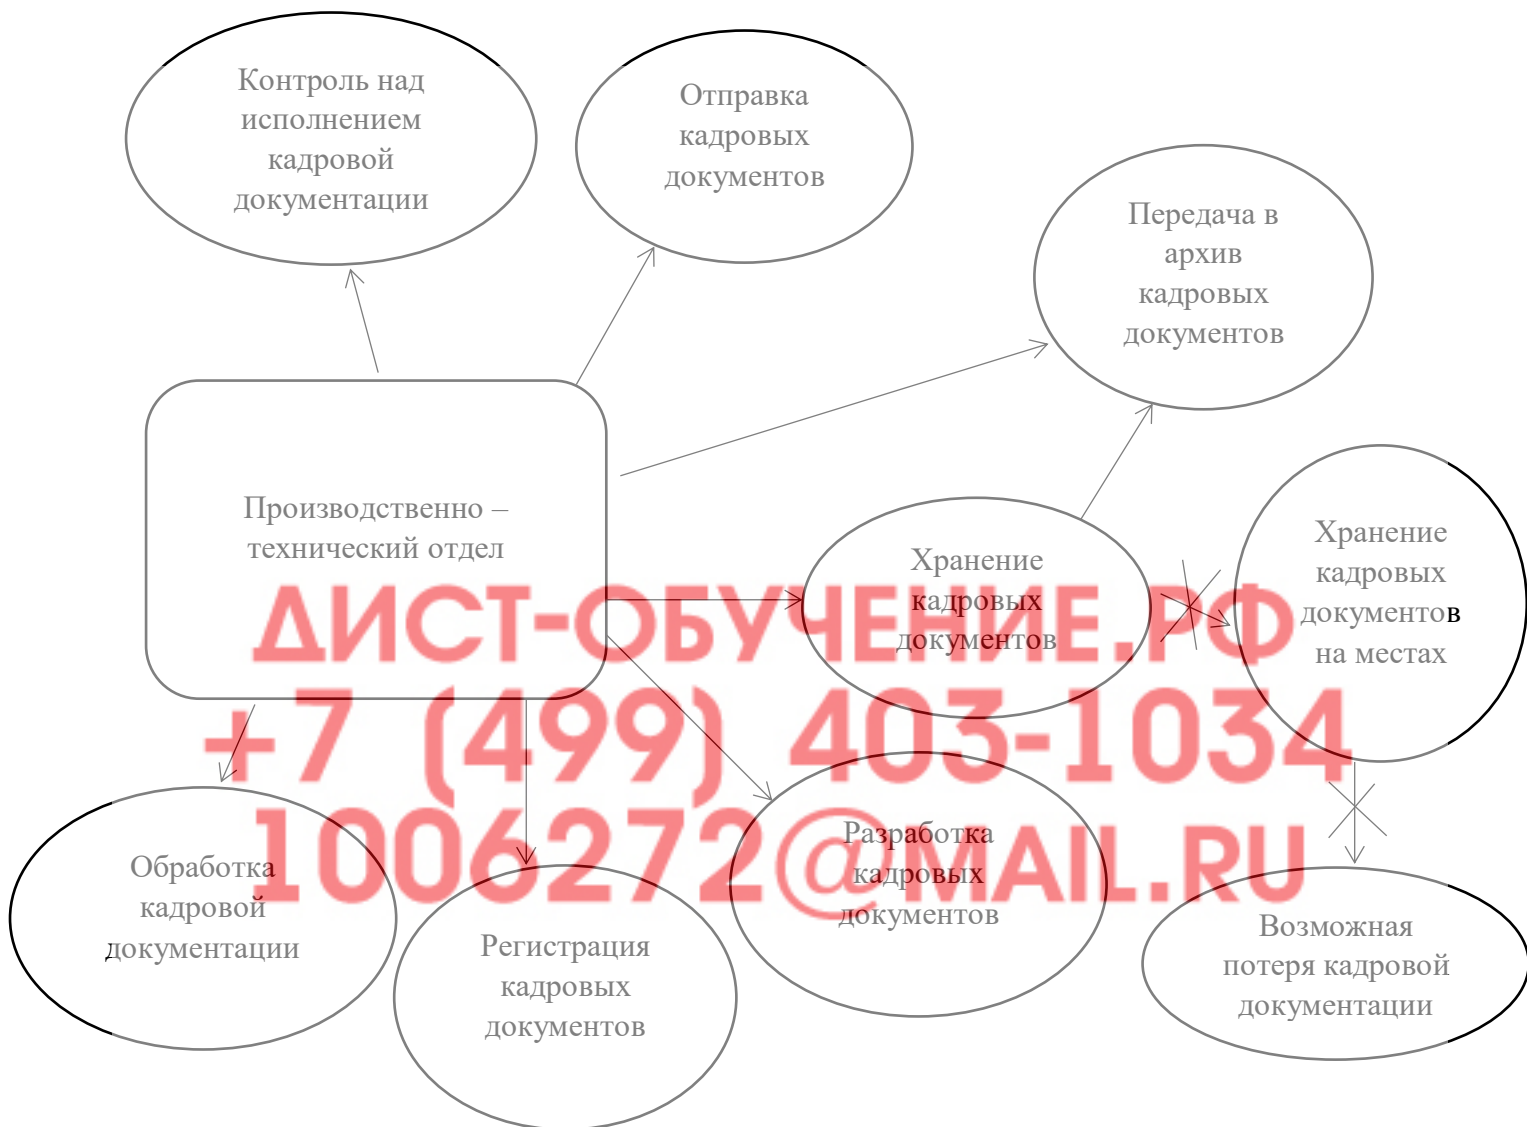 Контроль над
исполнением
кадровой
документации
Отправка
кадровых
документов
Передача в
архив
кадровых
документов
Производственно –
технический отдел
Хранение
кадровых
документов
Хранение
кадровых
документов
на местах
ДИСТ-ОБУЧЕНИЕ.РФ
+7 (499) 403-1034
1006272@MAIL.RU
Обработка
кадровой
документации
Регистрация
кадровых
документов
Разработка
кадровых
документов
Возможная
потеря кадровой
документации